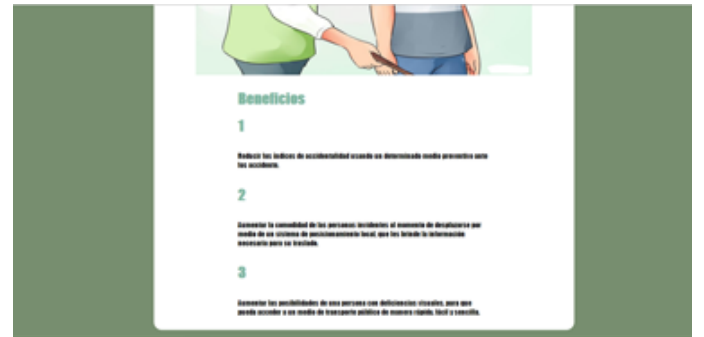 Beneficios
1
Reducir los índices de accidentalidad usando un determinado medio preventivo ante
los accidente.
2
Aumentar la comodidad de las personas invidentes al momento de desplazarse por
medio de un sistema de posicionamiento local, que les brinde la información
necesaria para su traslado.
3
Aumentar las posibilidades de una persona con deficiencias visuales, para que
pueda acceder a un medio de transporte público de manera rápida, fácil y sencilla.